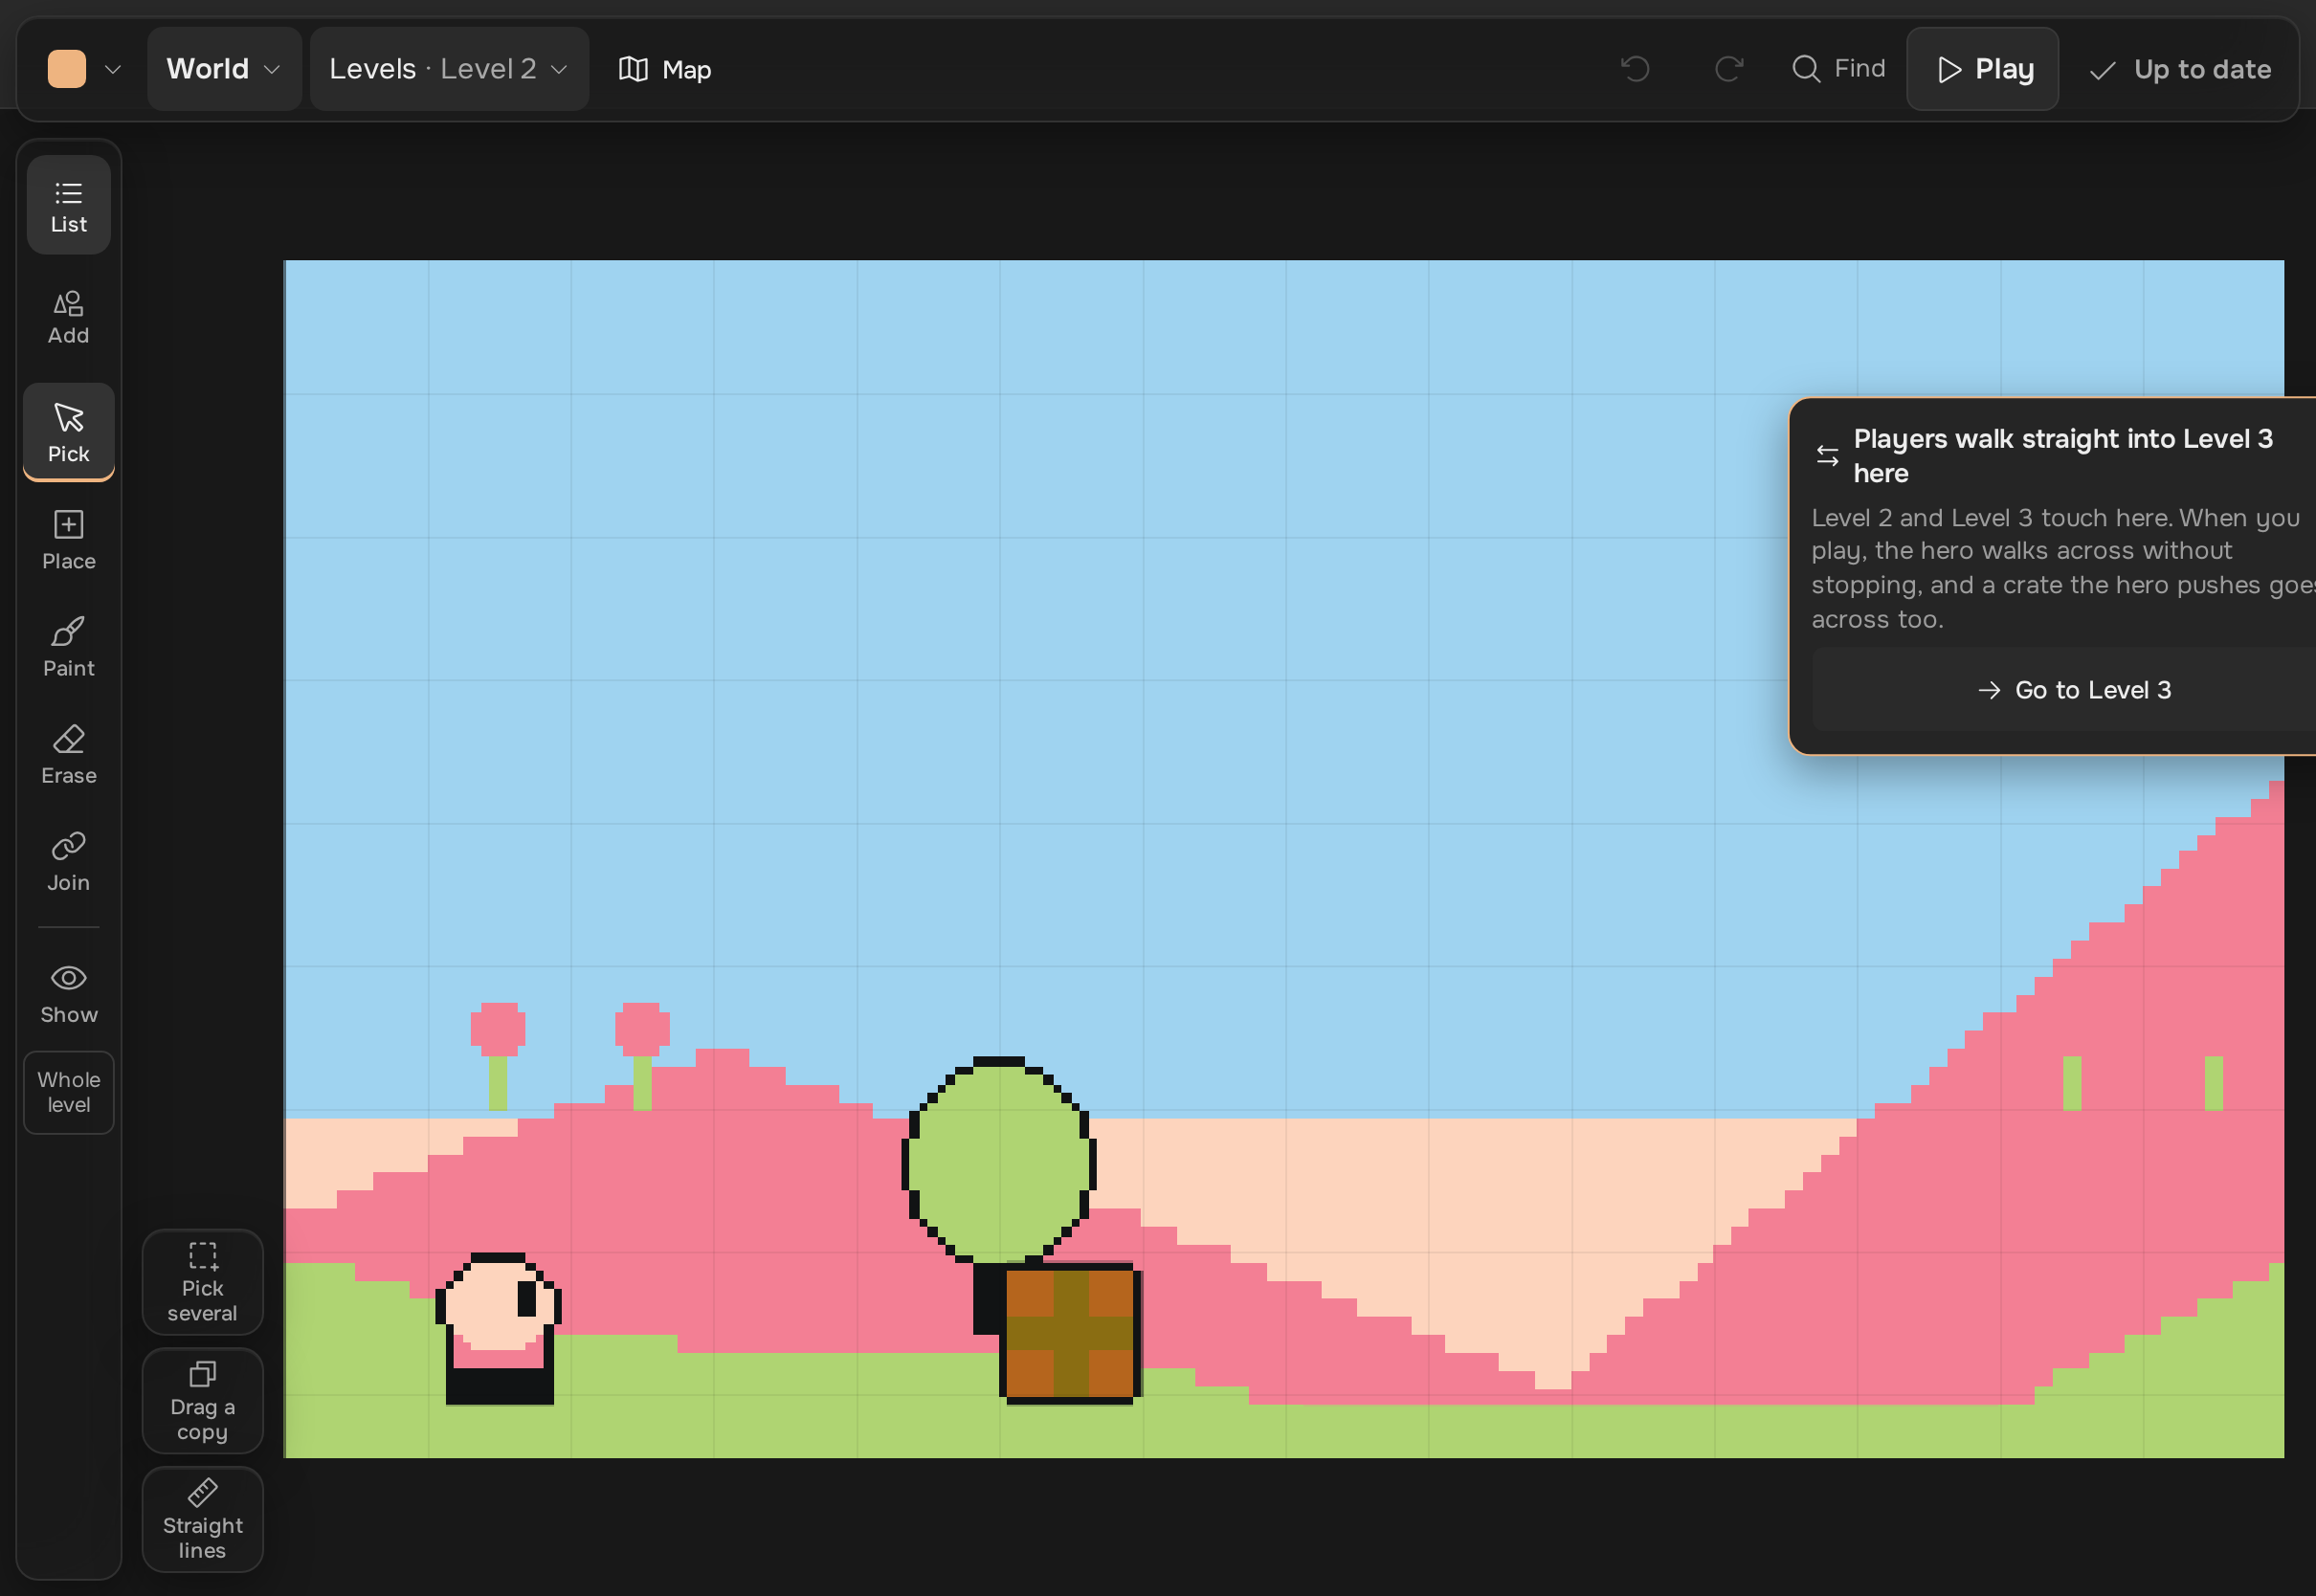 World
Levels · Level 2
Map
Find
Play
Up to date
List
Add
Pick
Place
Paint
Erase
Join
Show
Whole
level
Pick
several
Drag a
copy
Straight
lines
Players walk straight into Level 3
here
Level 2 and Level 3 touch here. When you
play, the hero walks across without
stopping, and a crate the hero pushes goes
across too.
Go to Level 3